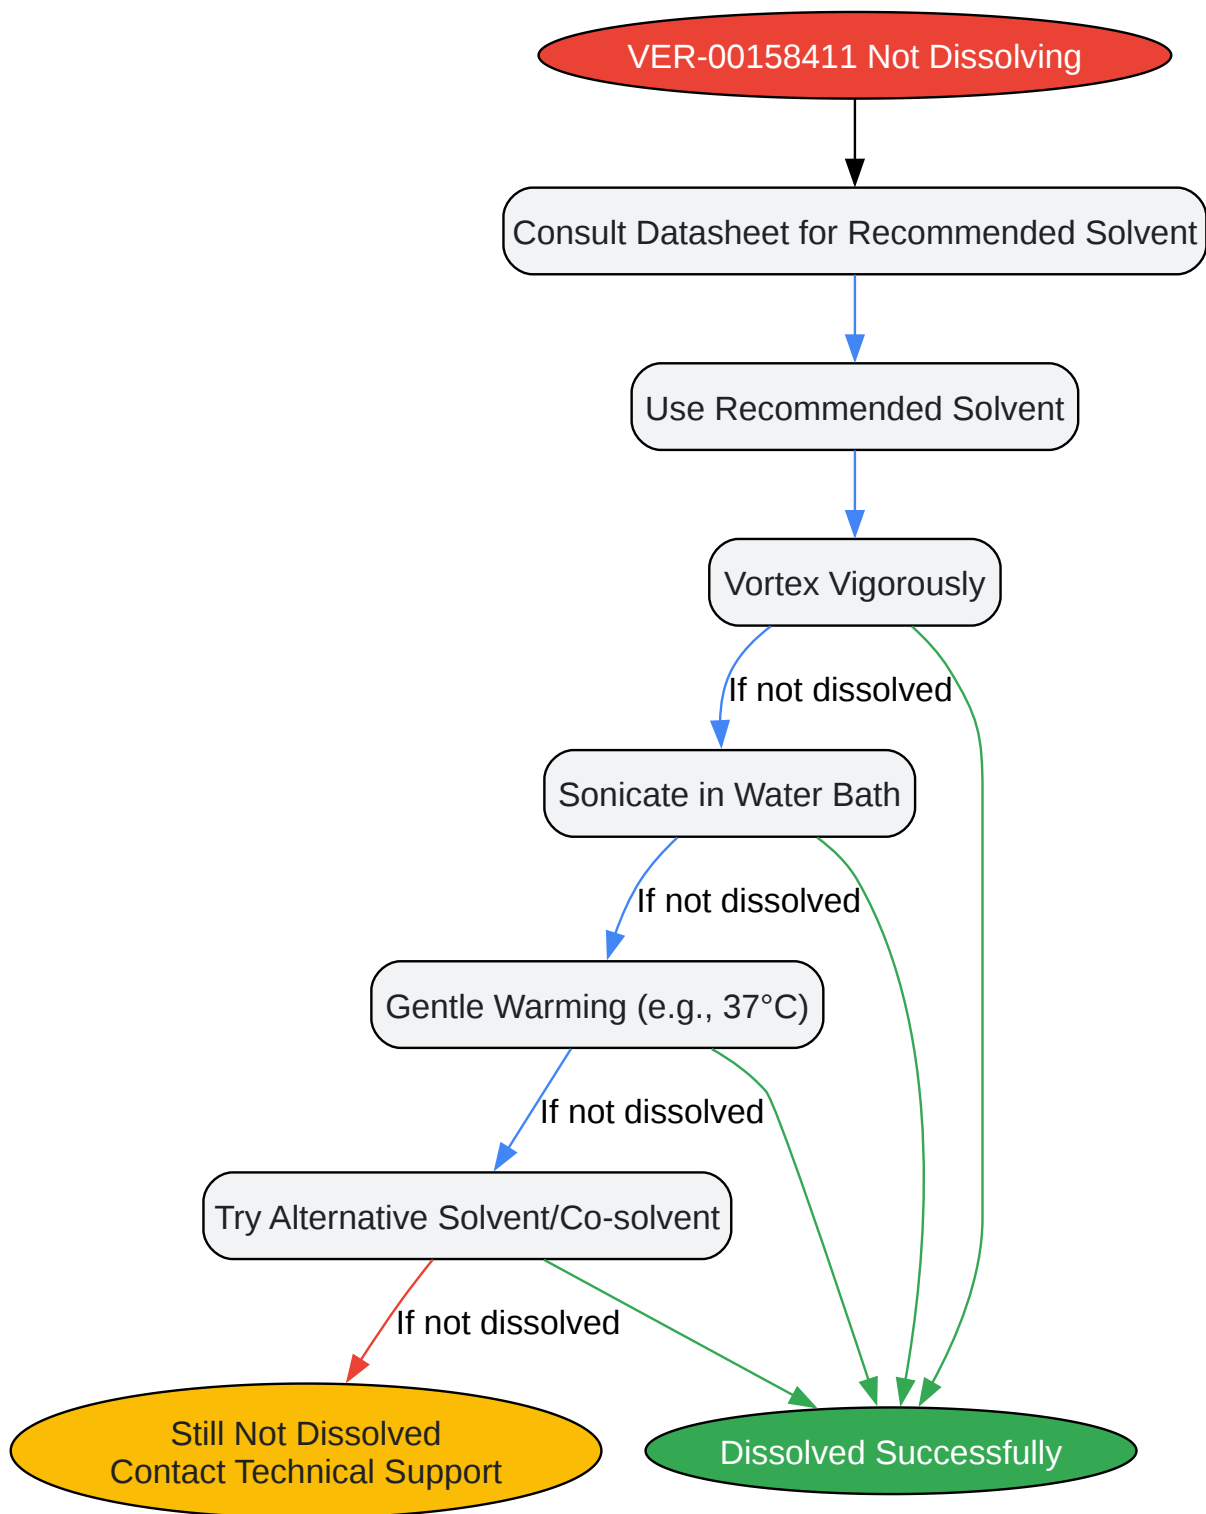 VER-00158411 Not Dissolving
Consult Datasheet for Recommended Solvent
Use Recommended Solvent
Vortex Vigorously
If not dissolved
Sonicate in Water Bath
If not dissolved
Gentle Warming (e.g., 37°C)
If not dissolved
Try Alternative Solvent/Co-solvent
If not dissolved
Still Not Dissolved
Contact Technical Support
Dissolved Successfully